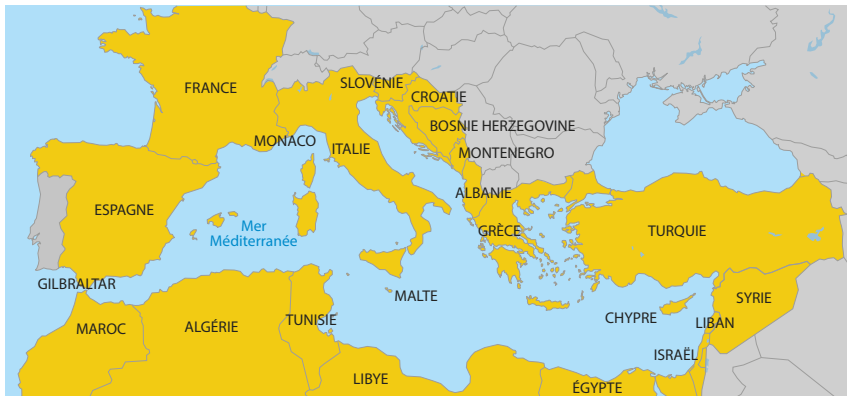 FRANCE
SLOVÉNIE
CROATIE
BOSNIE HERZEGOVINE
MONACO
ITALIE
MONTENEGRO
ALBANIE
ESPAGNE
Mer
Méditerranée
GRÈCE
TURQUIE
GILBRALTAR
MALTE
SYRIE
CHYPRE
LIBAN
MAROC
ALGÉRIE
TUNISIE
ISRAËL
LIBYE
ÉGYPTE